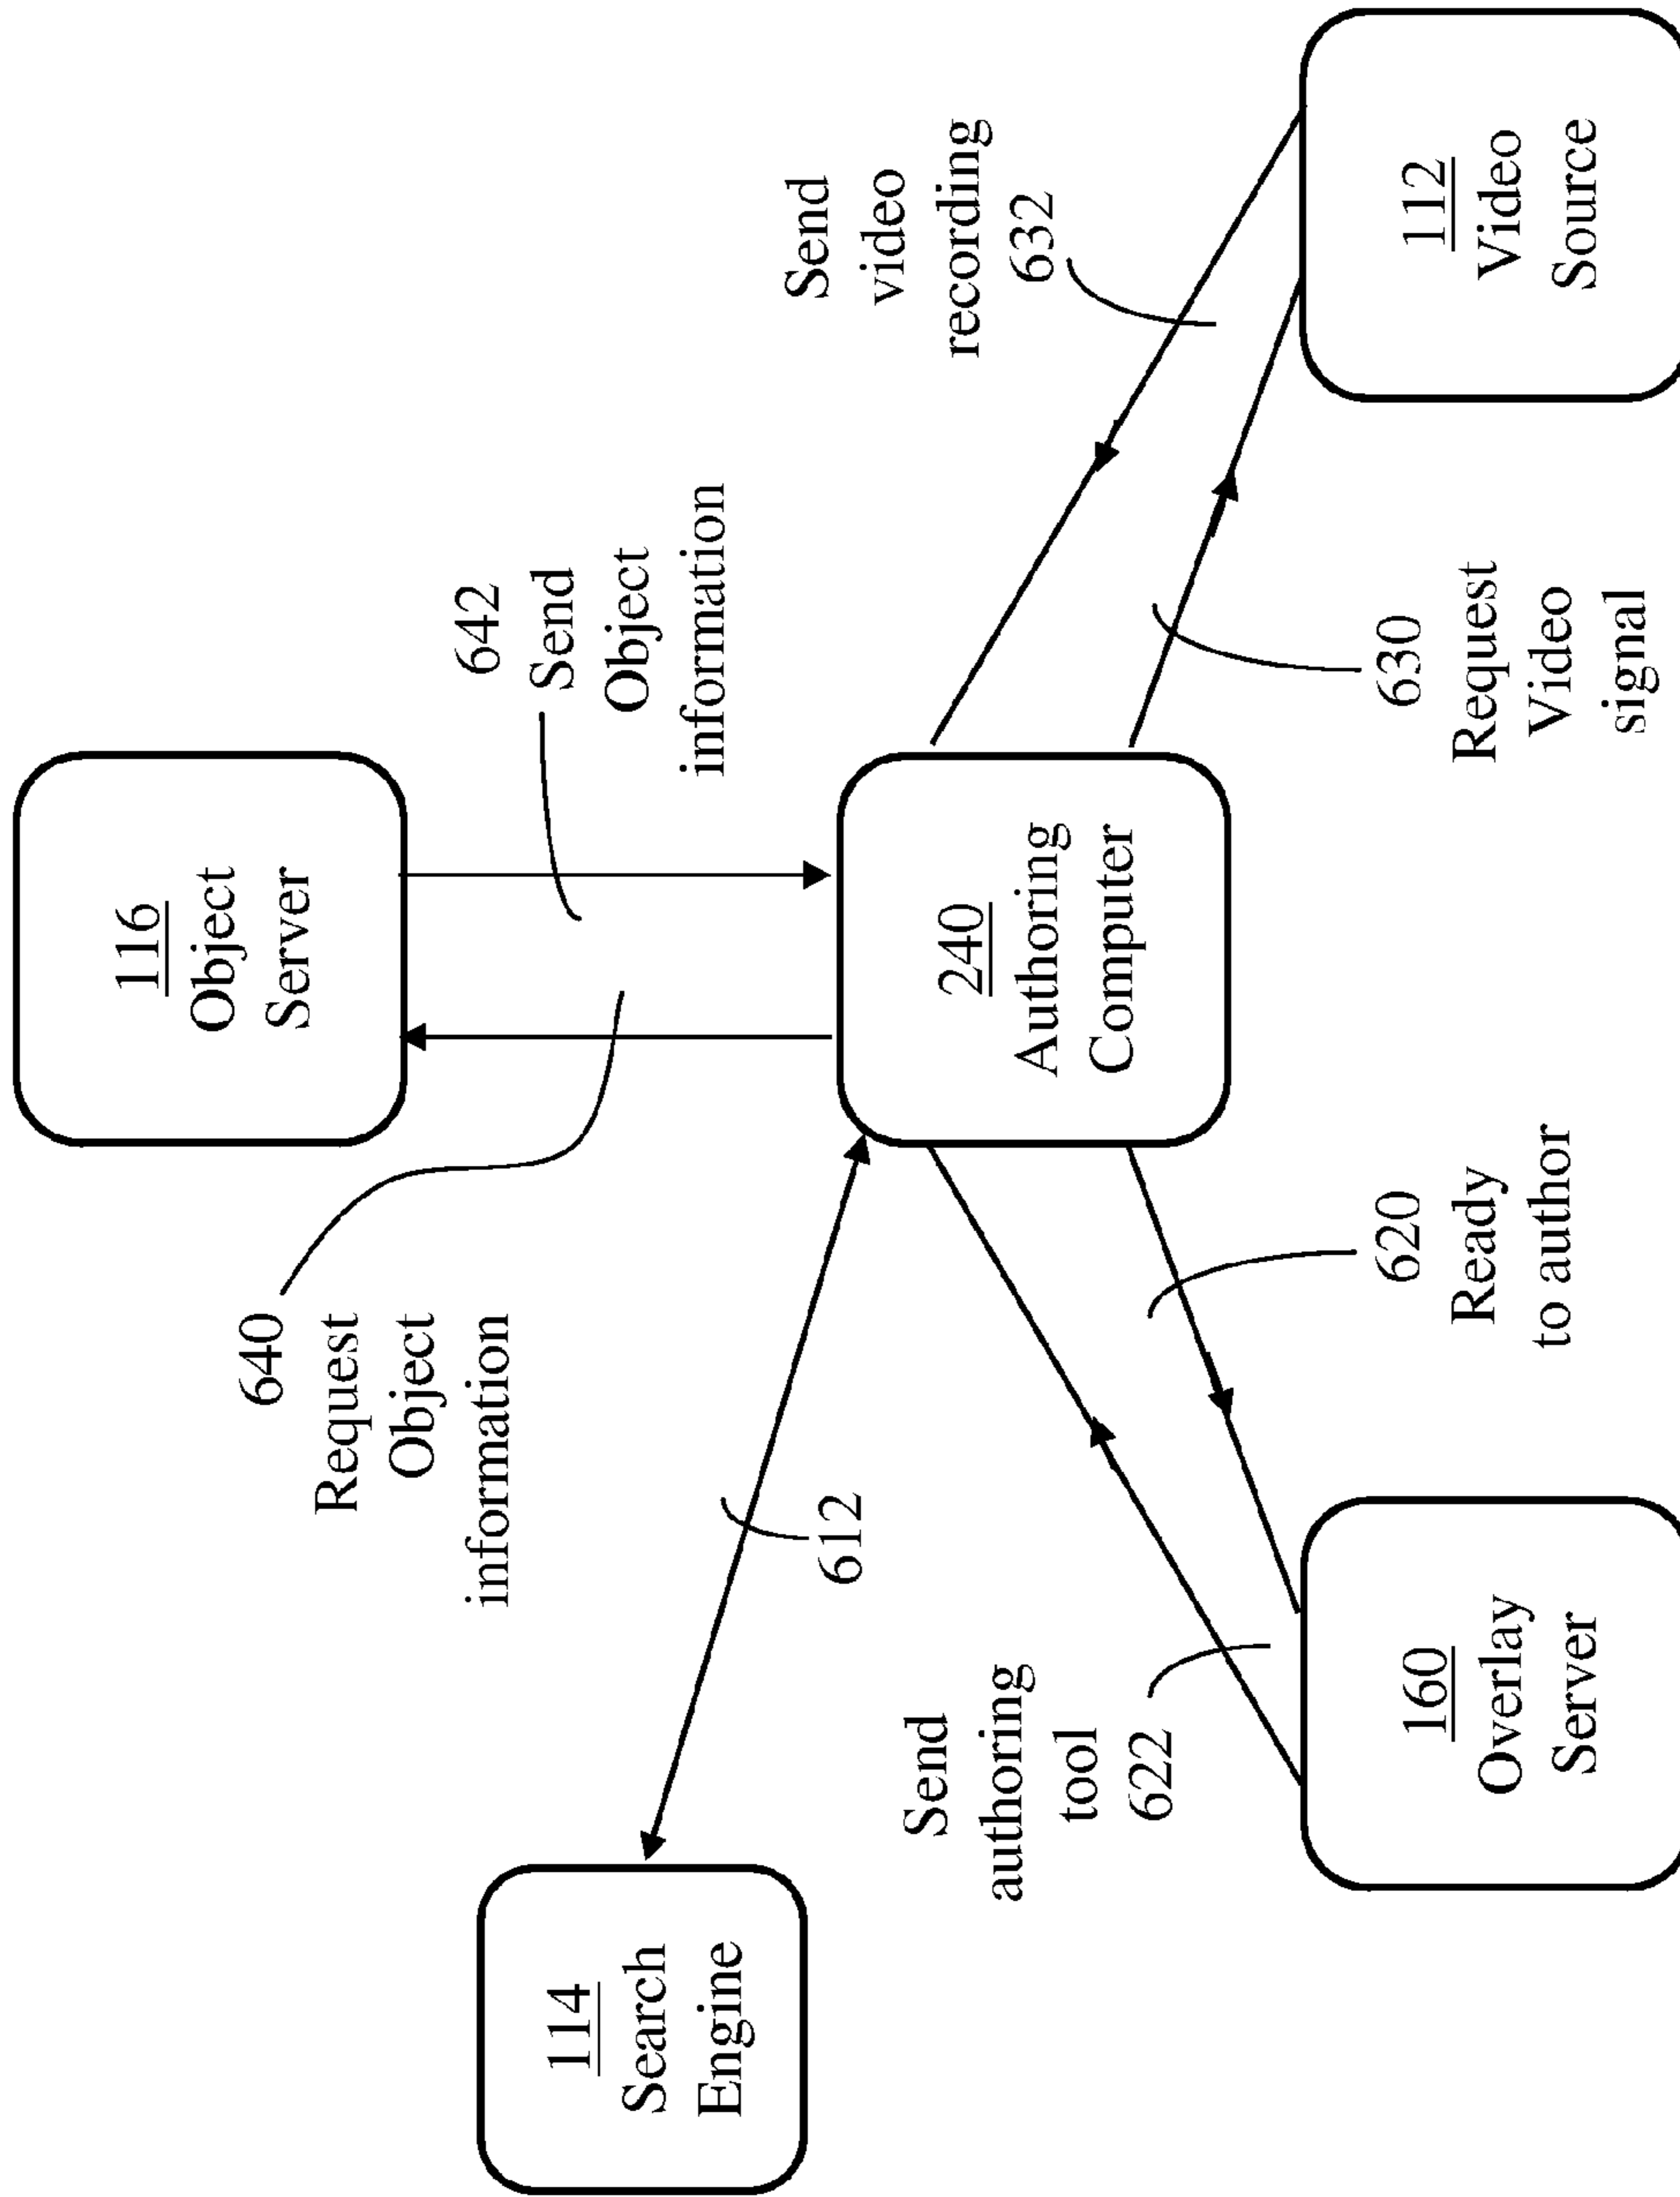 116
Object
Server
640
Request
Object
information
642
Send
Object
information
114
Search
Engine
612
240
Authoring
Computer
Send
video
recording
632
Send
authoring
tool
622
620
Ready
to author
630
Request
Video
signal
160
Overlay
Server
112
Video
Source